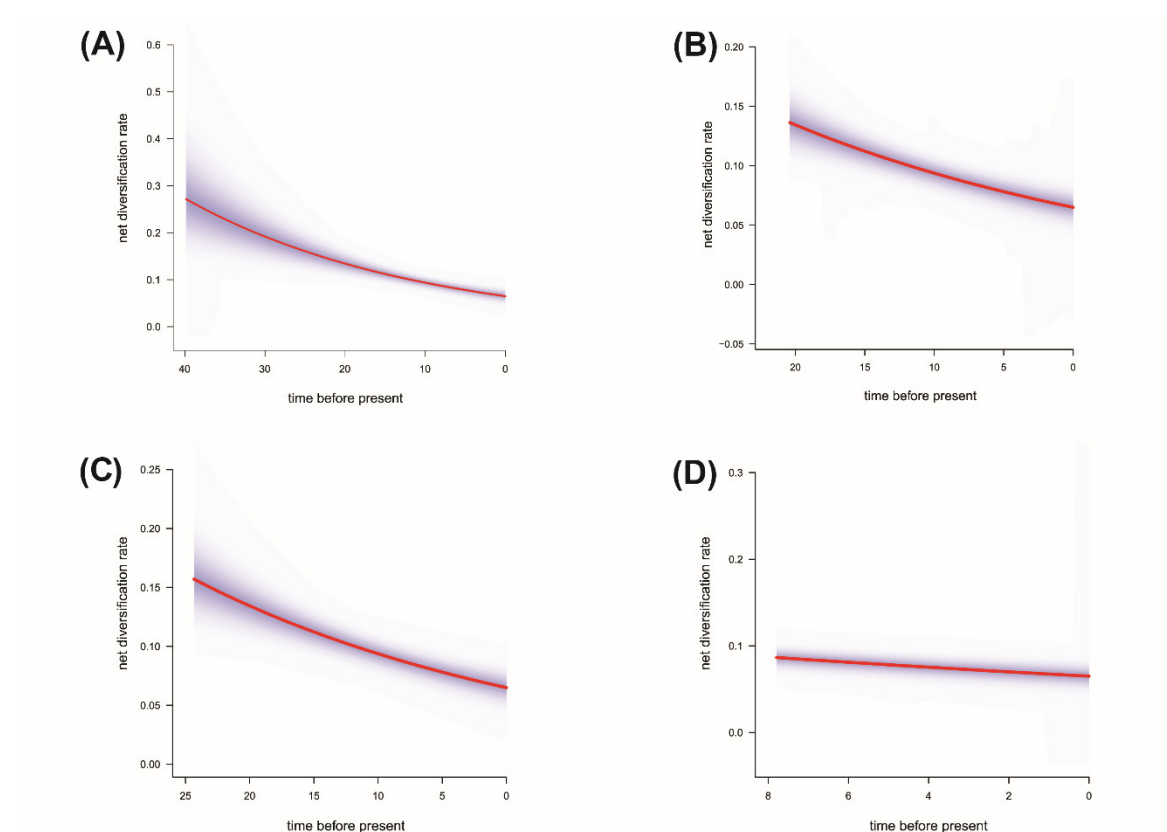 (A)
0.6
0.5
0.4
0.3
0.2
0.1
0.0
net diversification rate
40 30 20 10 0
time before present
(B)
0.20
0.15
0.10
0.05
0.00
−0.05
net diversification rate
20 15 10 5 0
time before present
(C)
0.25
0.20
0.15
0.10
0.05
0.00
net diversification rate
25 20 15 10 5 0
time before present
(D)
0.3
0.2
0.1
0.0
net diversification rate
8 6 4 2 0
time before present